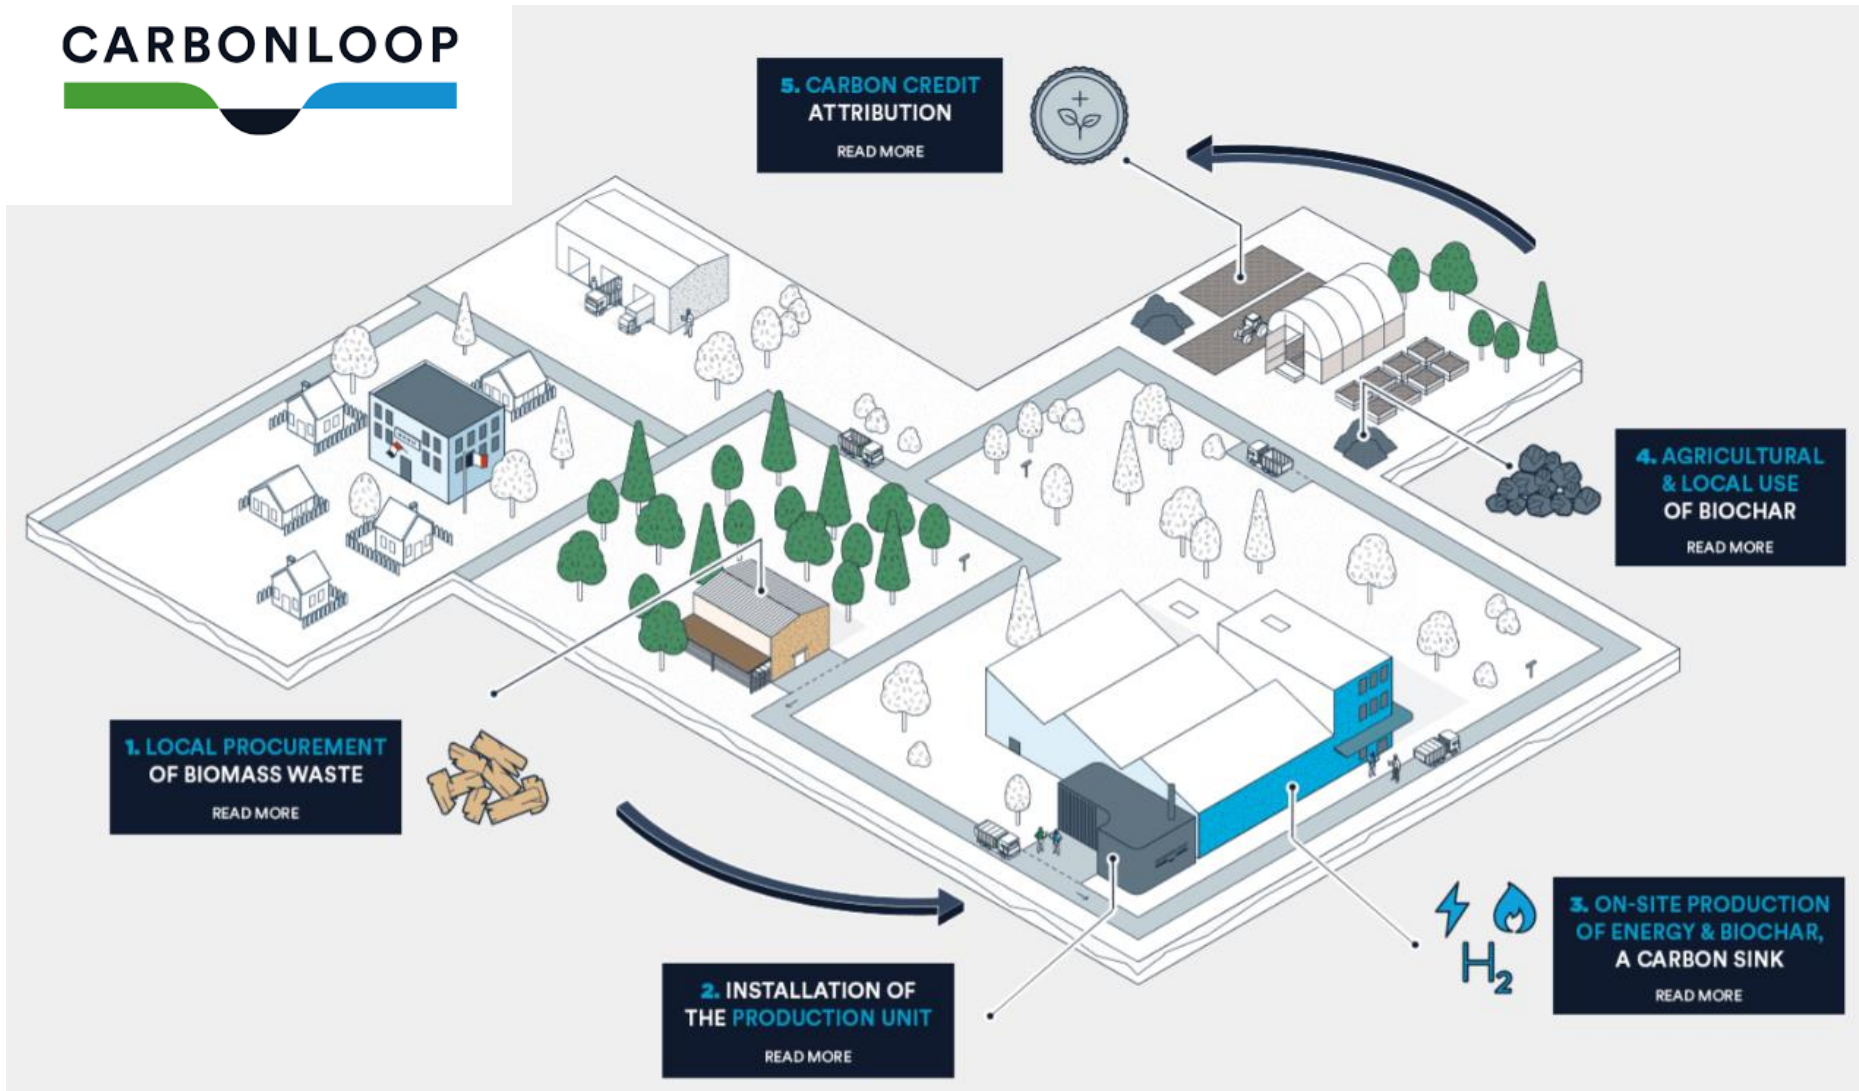 CARBONLOOP
5. CARBON CREDIT
ATTRIBUTION
READ MORE
4. AGRICULTURAL
& LOCAL USE
OF BIOCHAR
READ MORE
1. LOCAL PROCUREMENT
OF BIOMASS WASTE
READ MORE
2. INSTALLATION OF
THE PRODUCTION UNIT
READ MORE
H2
3. ON-SITE PRODUCTION
OF ENERGY & BIOCHAR,
A CARBON SINK
READ MORE